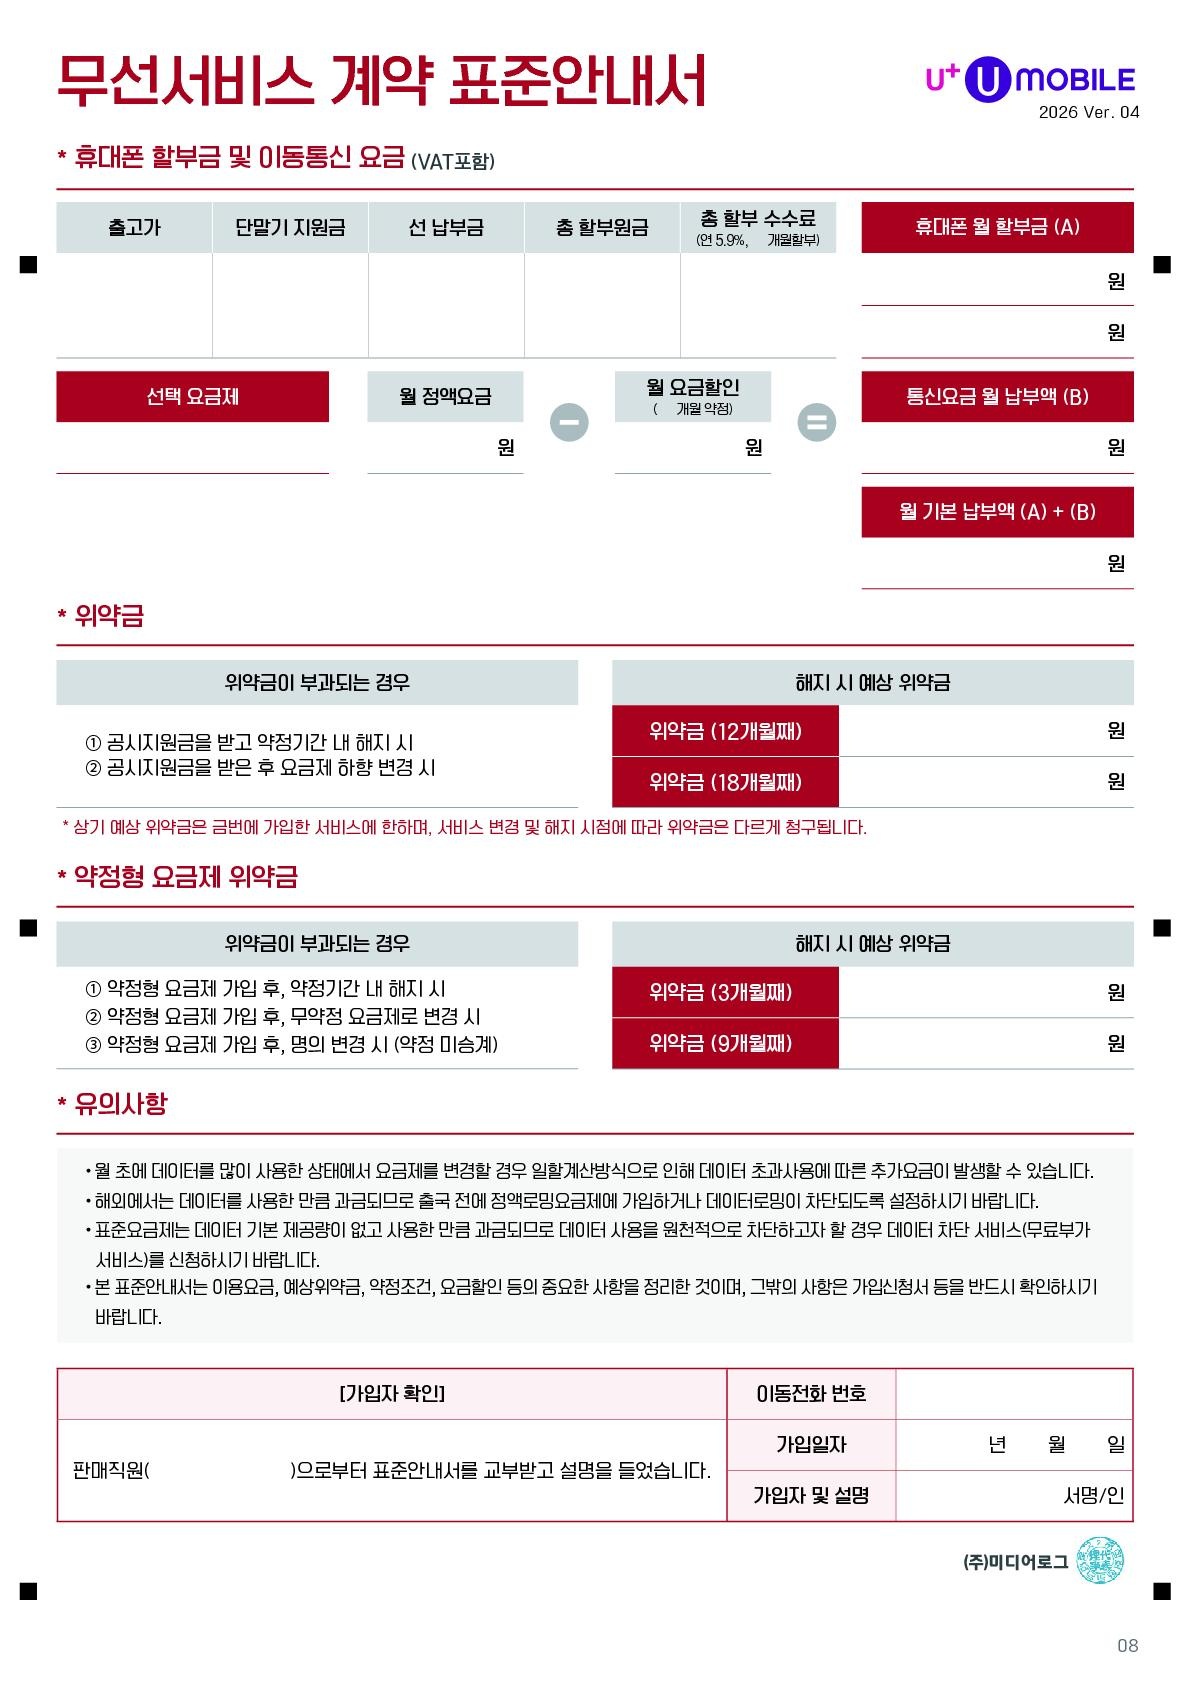 무선서비스 계약 표준안내서
U+ U MOBILE
2026 Ver. 04
* 휴대폰 할부금 및 이동통신 요금 (VAT포함)
출고가 단말기 지원금 선 납부금 총 할부원금 총 할부 수수료 휴대폰 월 할부금 (A)
(연 5.9%, 개월할부)
원
원
선택 요금제 월 정액요금 월 요금할인 통신요금 월 납부액 (B)
( 개월 약정)
원 원 원
월 기본 납부액 (A) + (B)
원
* 위약금
위약금이 부과되는 경우 해지 시 예상 위약금
① 공시지원금을 받고 약정기간 내 해지 시
② 공시지원금을 받은 후 요금제 하향 변경 시
위약금 (12개월째) 원
위약금 (18개월째) 원
* 상기 예상 위약금은 금번에 가입한 서비스에 한하며, 서비스 변경 및 해지 시점에 따라 위약금은 다르게 청구됩니다.
* 약정형 요금제 위약금
위약금이 부과되는 경우 해지 시 예상 위약금
① 약정형 요금제 가입 후, 약정기간 내 해지 시
② 약정형 요금제 가입 후, 무약정 요금제로 변경 시
③ 약정형 요금제 가입 후, 명의 변경 시 (약정 미승계)
위약금 (3개월째) 원
위약금 (9개월째) 원
* 유의사항
• 월 초에 데이터를 많이 사용한 상태에서 요금제를 변경할 경우 일할계산방식으로 인해 데이터 초과사용에 따른 추가요금이 발생할 수 있습니다.
• 해외에서는 데이터를 사용한 만큼 과금되므로 출국 전에 정액로밍요금제에 가입하거나 데이터로밍이 차단되도록 설정하시기 바랍니다.
• 표준요금제는 데이터 기본 제공량이 없고 사용한 만큼 과금되므로 데이터 사용을 원천적으로 차단하고자 할 경우 데이터 차단 서비스(무료부가
서비스)를 신청하시기 바랍니다.
• 본 표준안내서는 이용요금, 예상위약금, 약정조건, 요금할인 등의 중요한 사항을 정리한 것이며, 그밖의 사항은 가입신청서 등을 반드시 확인하시기
바랍니다.
[가입자 확인] 이동전화 번호
가입일자 년 월 일
판매직원( )으로부터 표준안내서를 교부받고 설명을 들었습니다.
가입자 및 설명 서명/인
(주)미디어로그
08